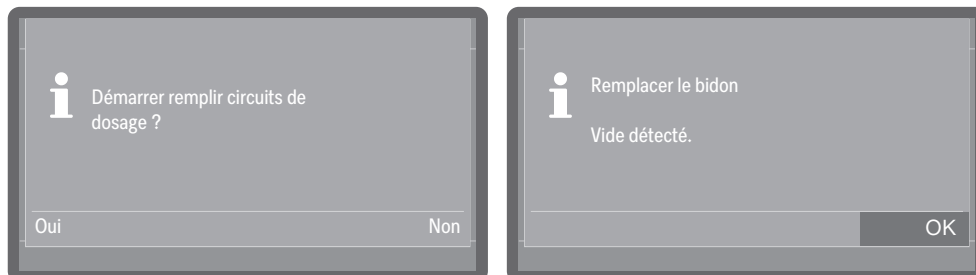 Démarrer remplir circuits de
dosage ?
Oui
Non
Remplacer le bidon
Vide détecté.
OK